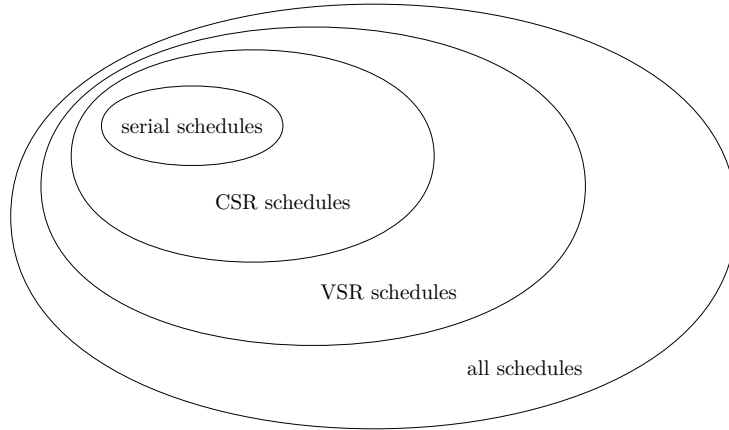 serial schedules
CSR schedules
VSR schedules
all schedules